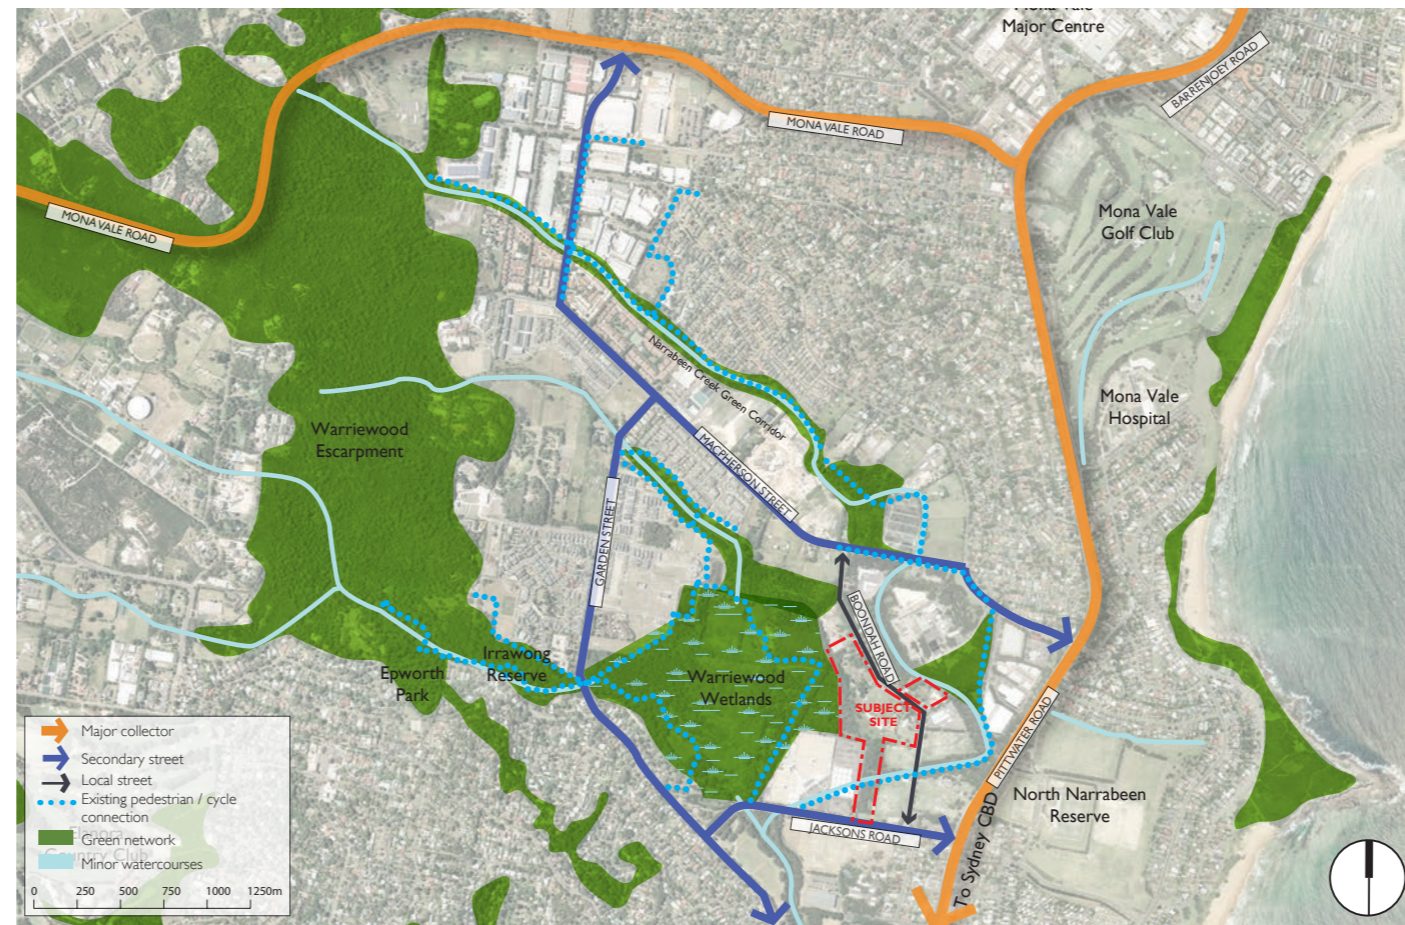 Mona Vale
Major Centre
BARRENJOEY ROAD
MONA VALE ROAD
MONA VALE ROAD
Mona Vale
Golf Club
Narrabeen Creek Green Corridor
Mona Vale
Hospital
Warriewood
Escarpment
MACPHERSON STREET
GARDEN STREET
BOONDAH ROAD
Irrawong
Reserve
Epworth
Park
Warriewood
Wetlands
SUBJECT
SITE
PITTWATER ROAD
North Narrabeen
Reserve
JACKSONS ROAD
To Sydney CBD
Major collector
Secondary street
Local street
Existing pedestrian / cycle
connection
Green network
Minor watercourses
Elanora
Country Club
0 250 500 750 1000 1250m